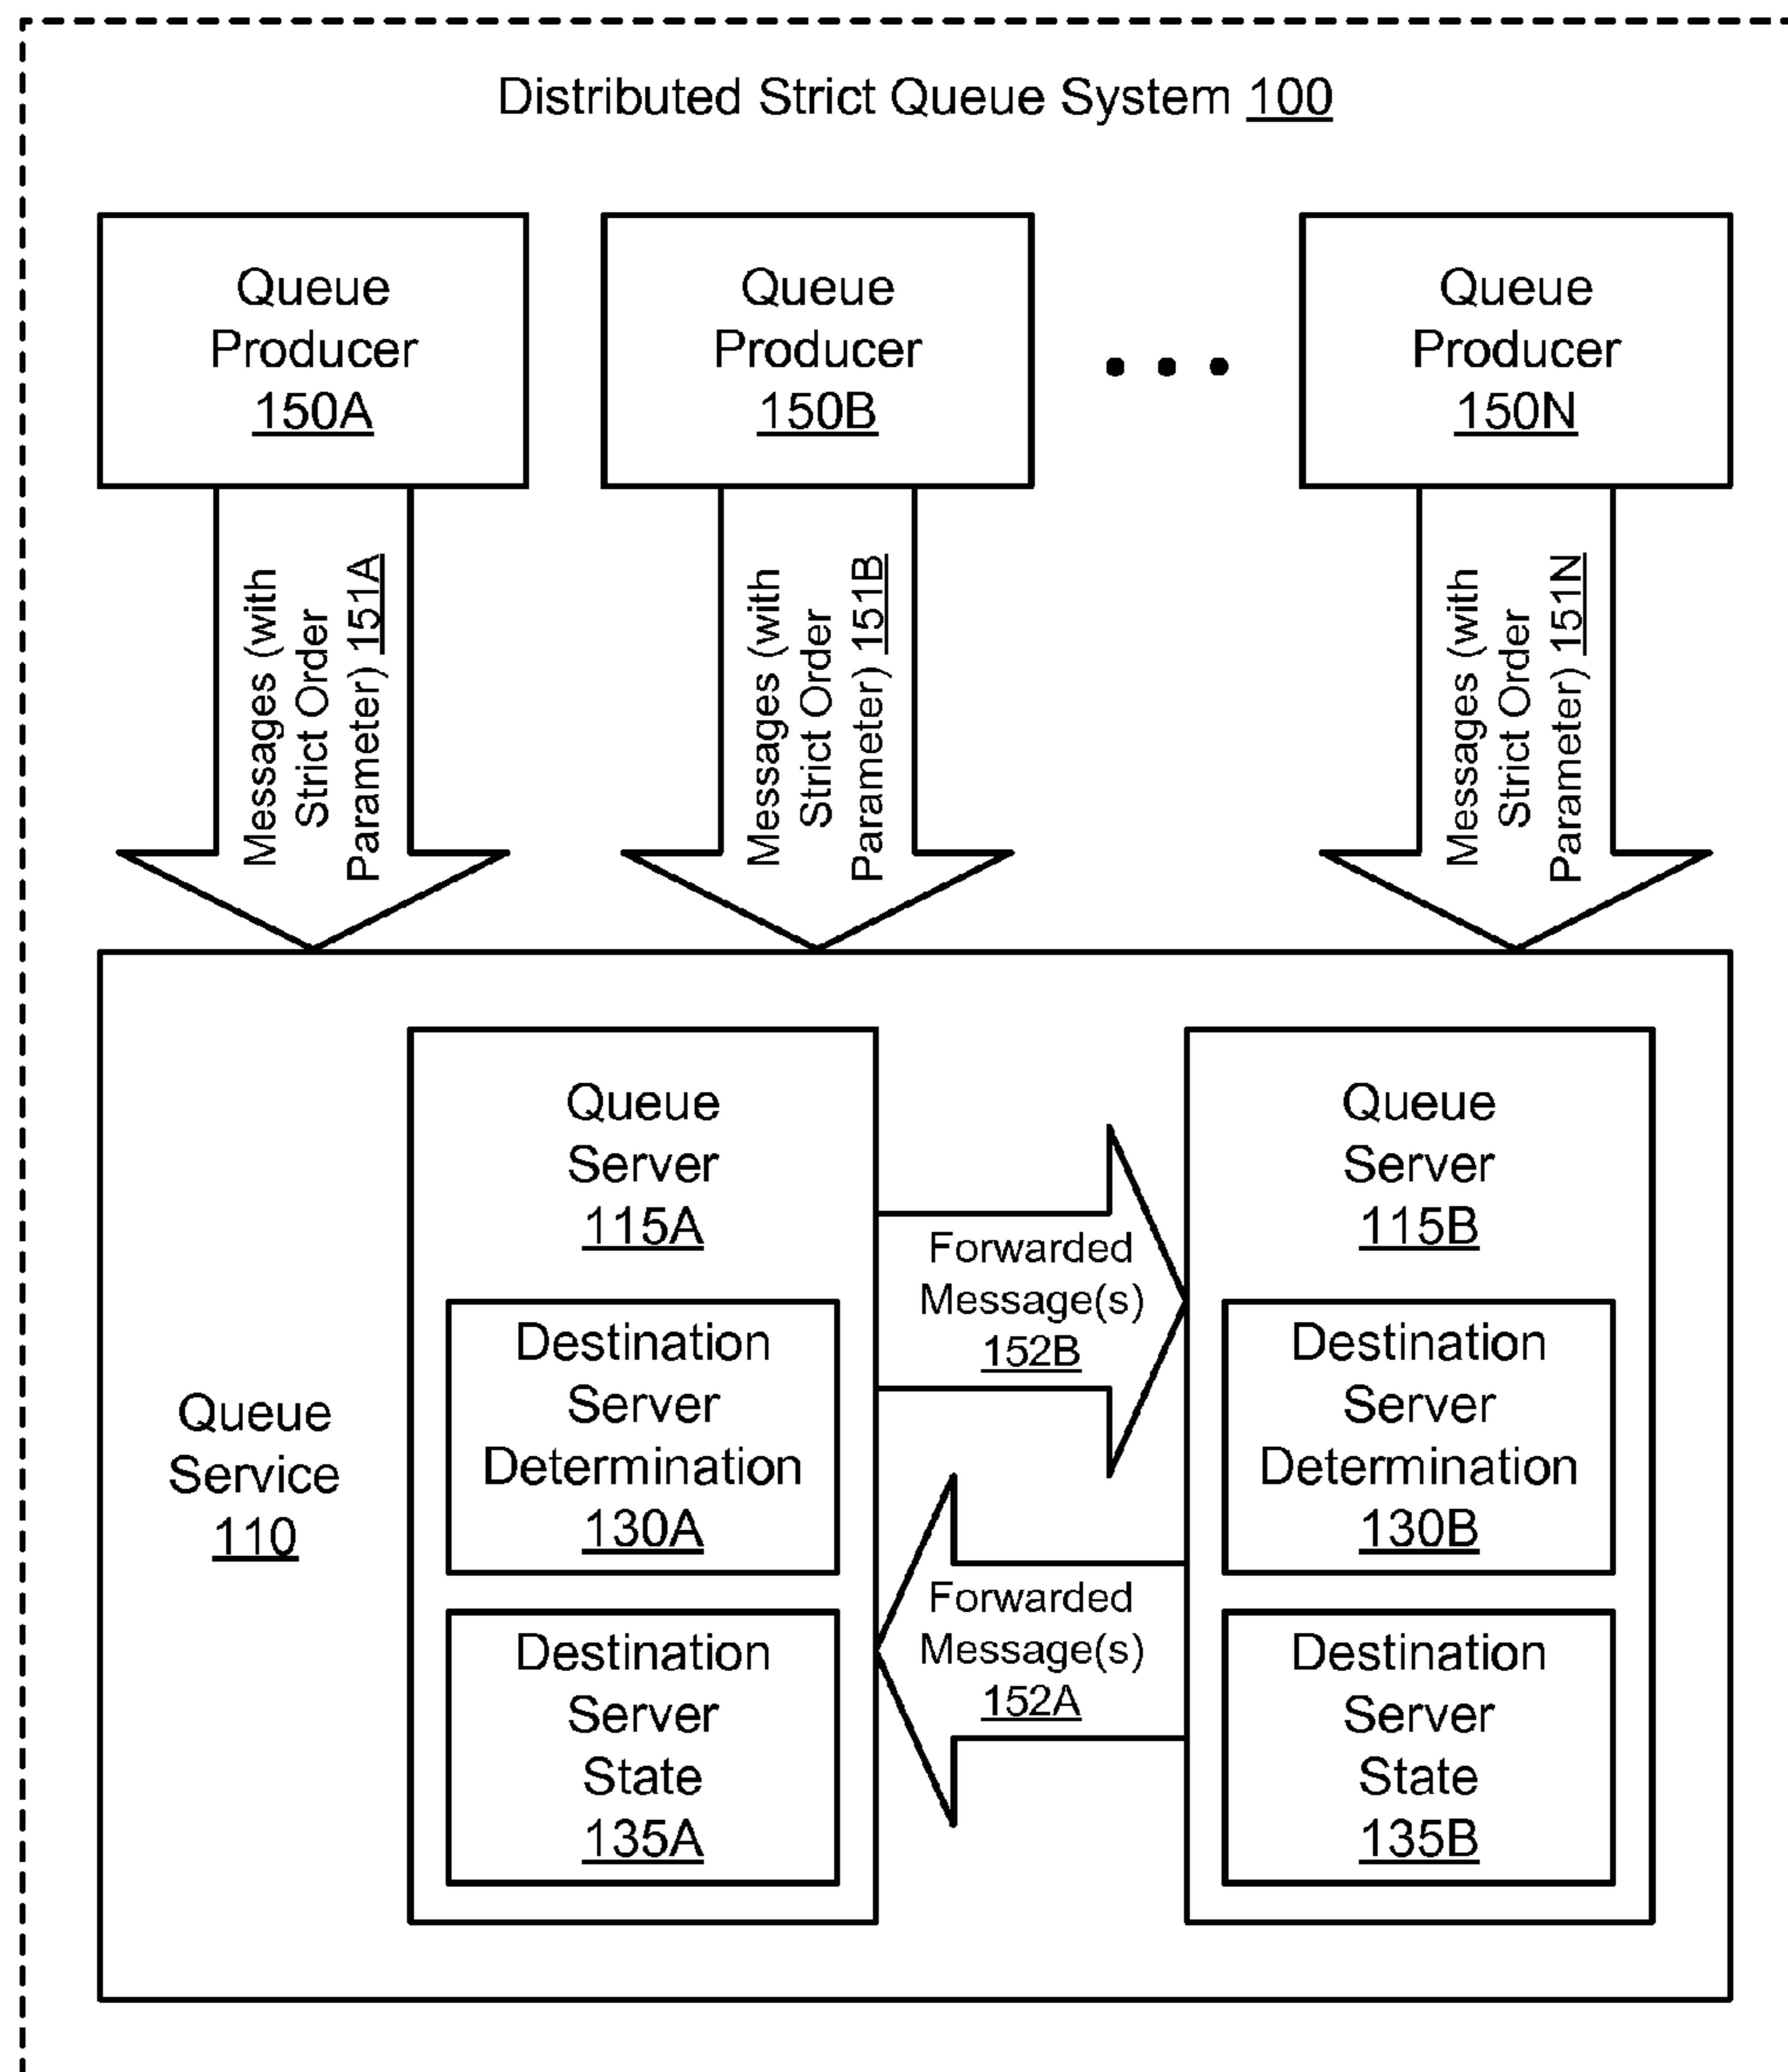 Distributed Strict Queue System 100
Queue
Producer
150A
Queue
Producer
150B
Queue
Producer
150N
Messages (with
Strict Order
Parameter) 151A
Messages (with
Strict Order
Parameter) 151B
Messages (with
Strict Order
Parameter) 151N
Queue
Service
110
Queue
Server
115A
Destination
Server
Determination
130A
Destination
Server
State
135A
Forwarded
Message(s)
152B
Forwarded
Message(s)
152A
Queue
Server
115B
Destination
Server
Determination
130B
Destination
Server
State
135B